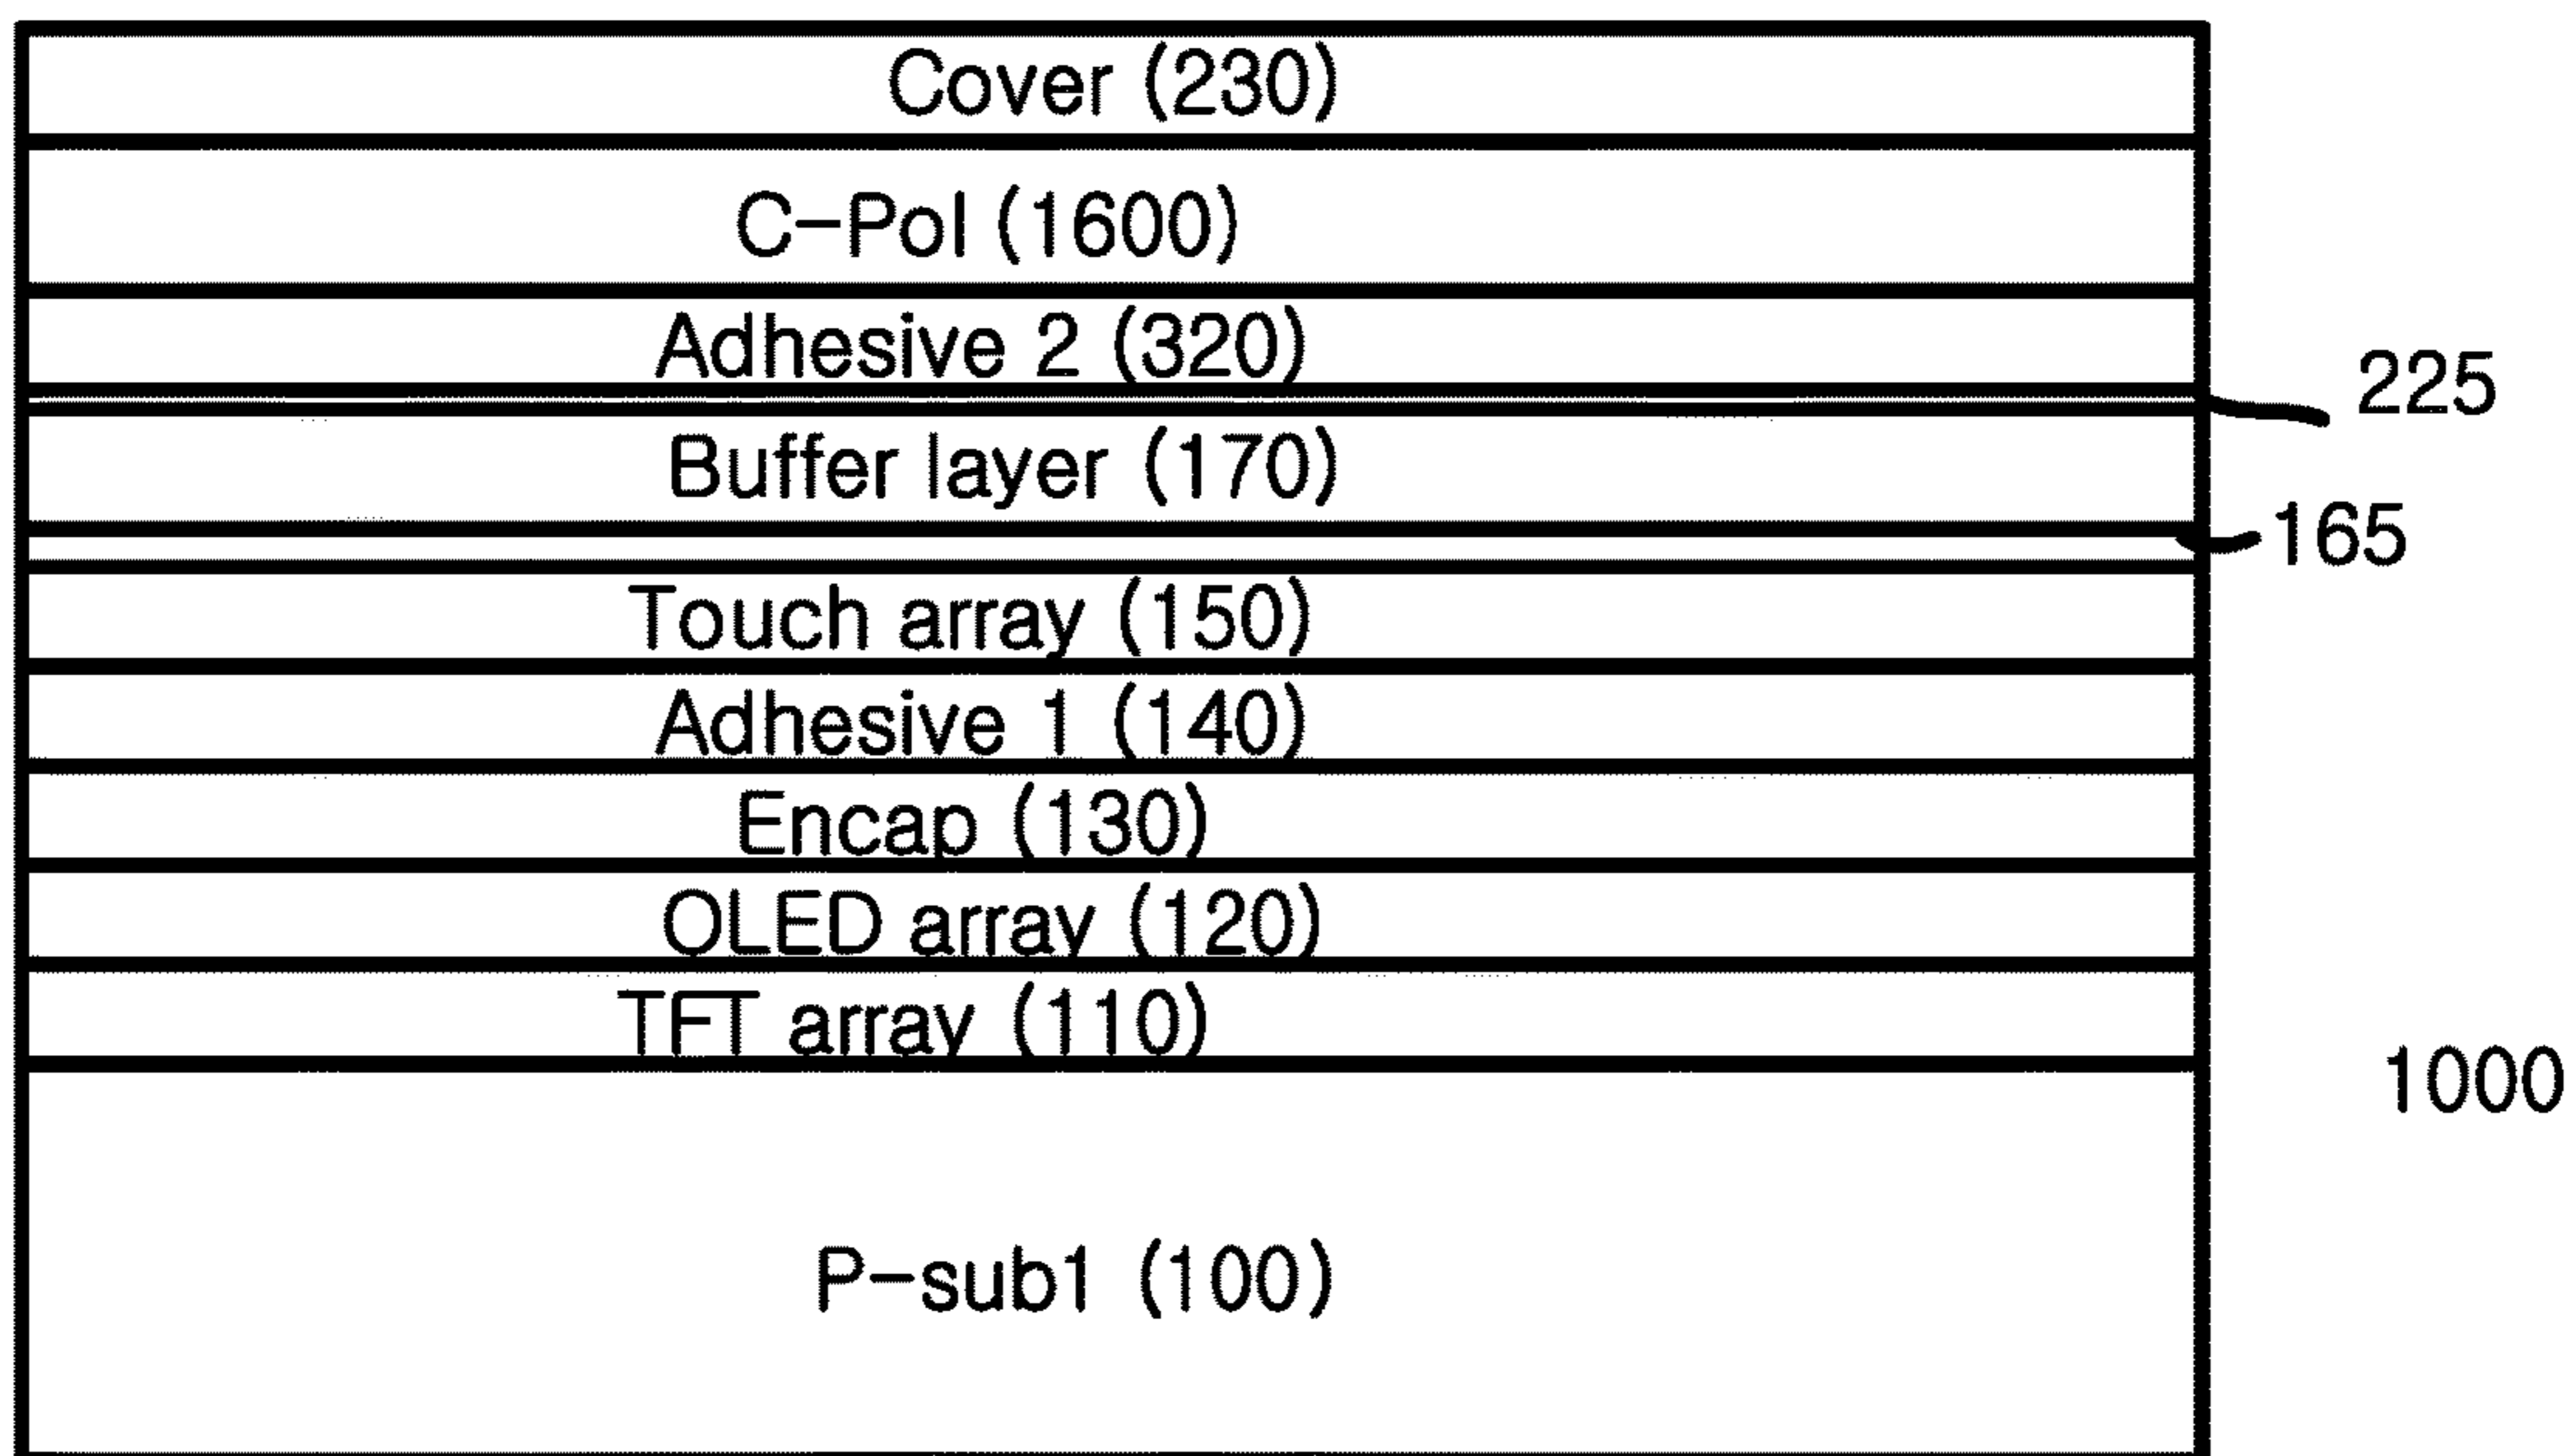 Cover (230)
C-Pol (1600)
Adhesive 2 (320)
225
Buffer layer (170)
165
Touch array (150)
Adhesive 1 (140)
Encap (130)
OLED array (120)
TFT array (110)
1000
P-sub1 (100)